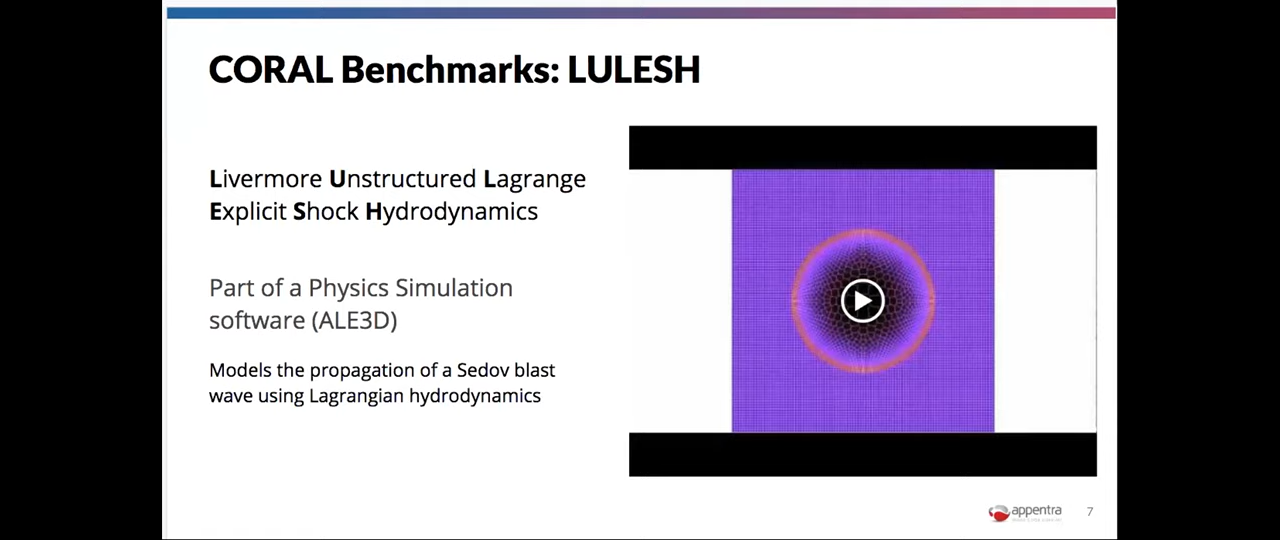 CORAL Benchmarks: LULESH
Livermore Unstructured Lagrange
Explicit Shock Hydrodynamics
Part of a Physics Simulation
software (ALE3D)
Models the propagation of a Sedov blast
wave using Lagrangian hydrodynamics
appentra
7